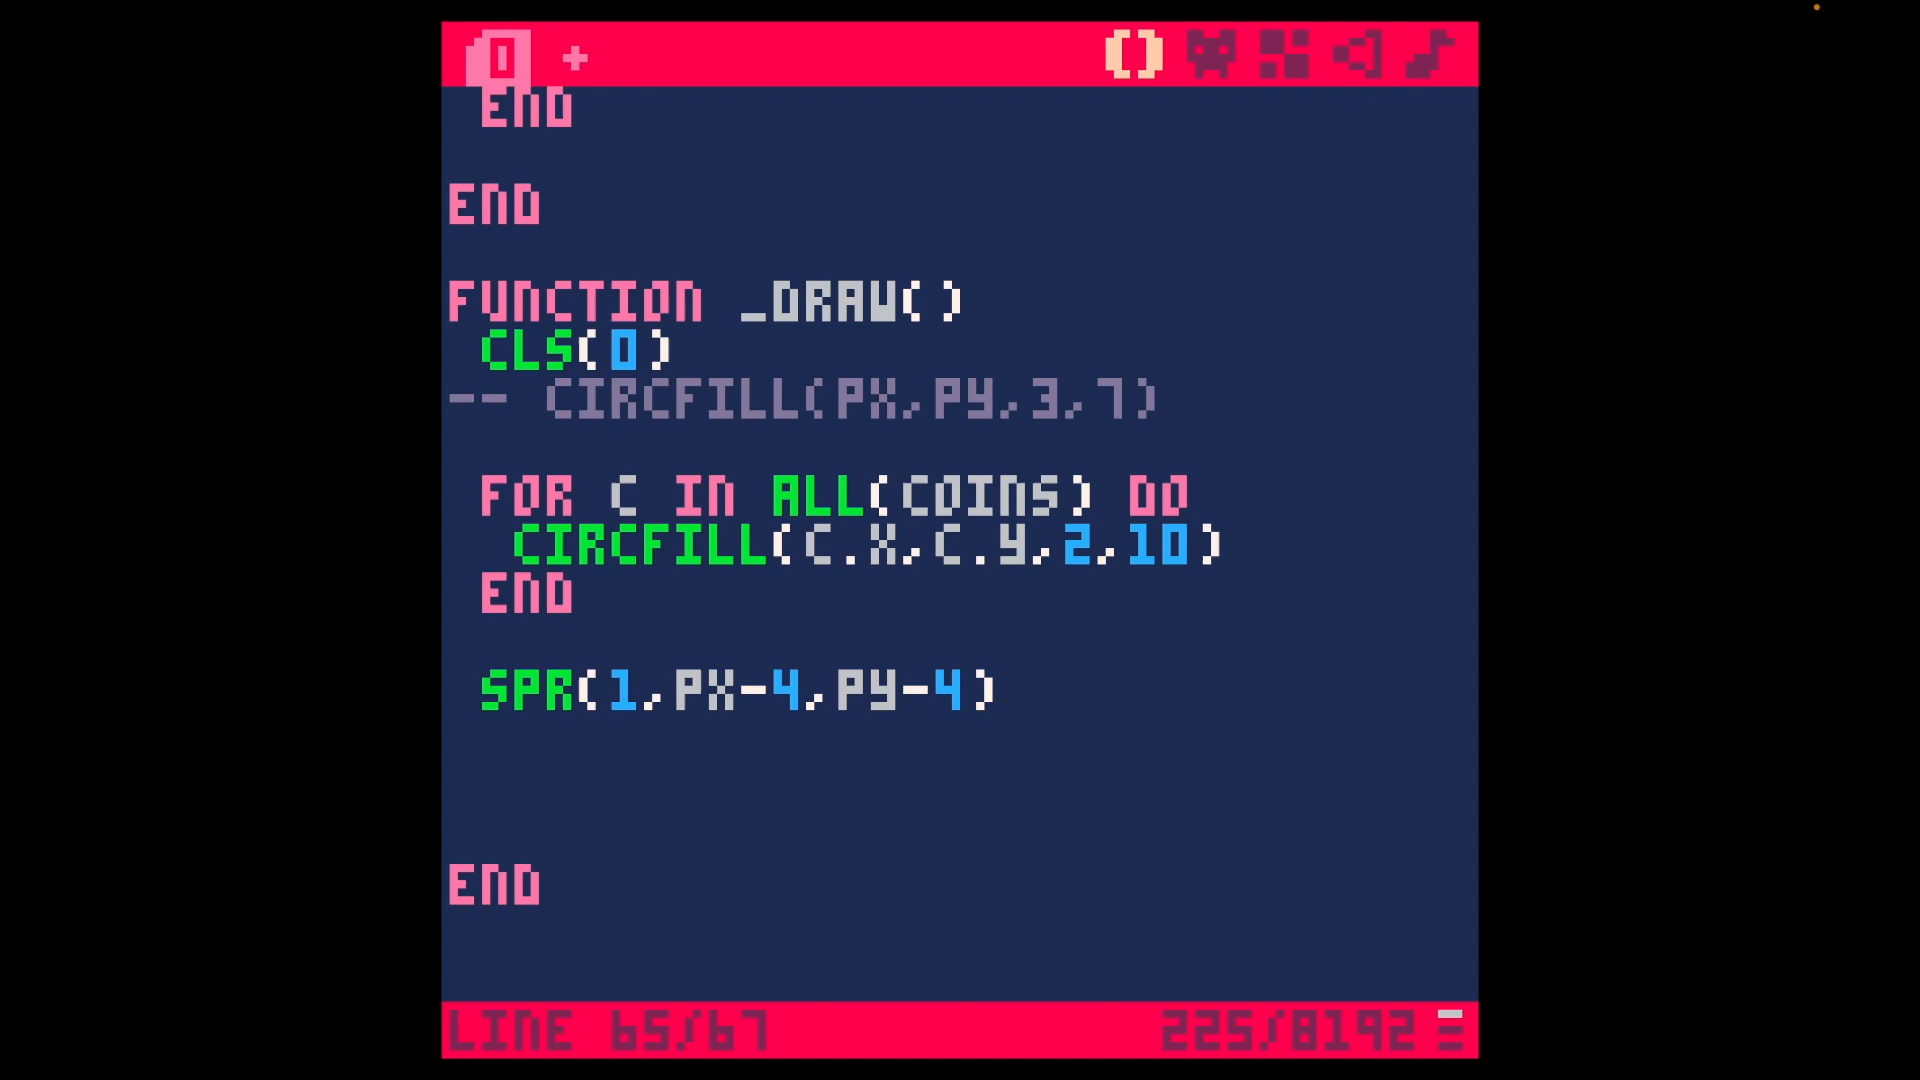 0 +
END
END
FUNCTION _DRAW()
CLS(0)
-- CIRCFILL(PX,PY,3,7)
FOR C IN ALL(COINS) DO
CIRCFILL(C.X,C.Y,2,10)
END
SPR(1,PX-4,PY-4)
END
LINE 65/67 225/8192